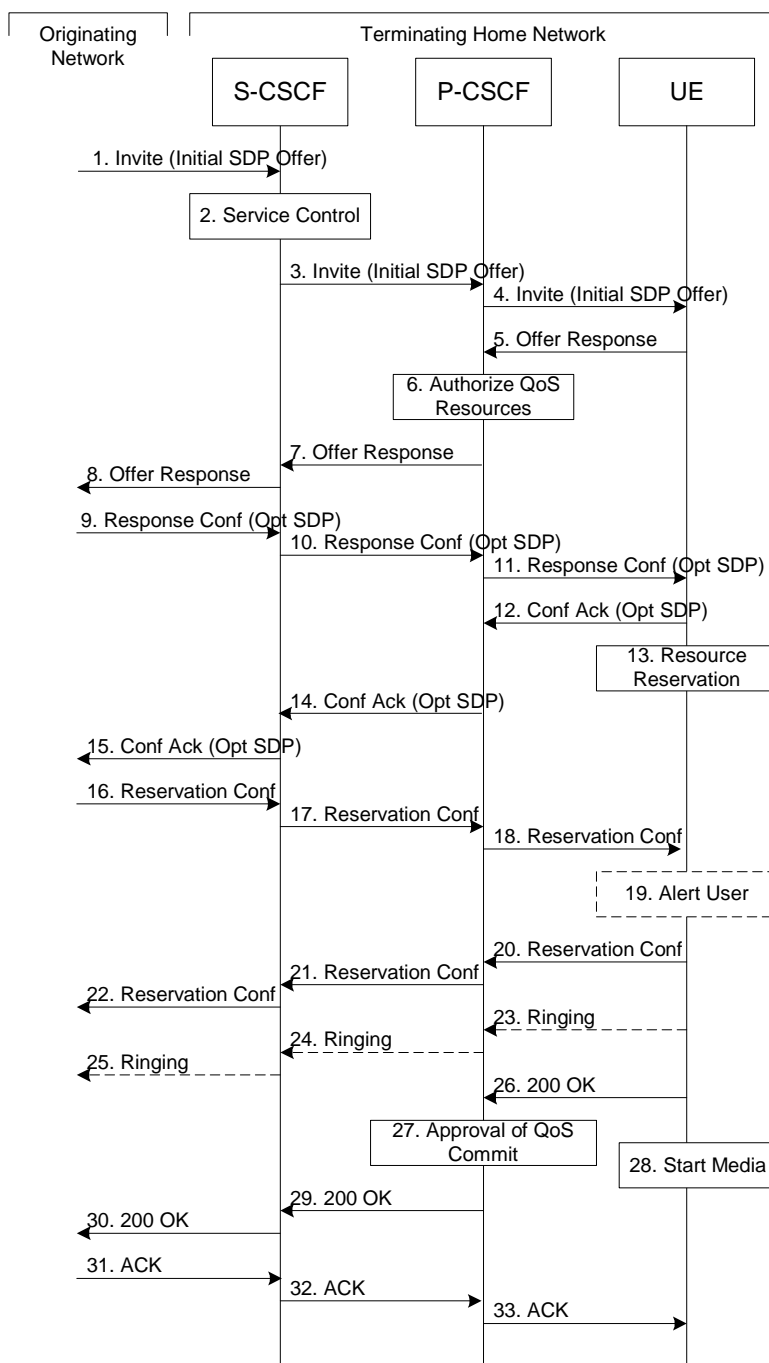 Originating
Network
Terminating Home Network
S-CSCF
P-CSCF
UE
1. Invite (Initial SDP Offer)
2. Service Control
3. Invite (Initial SDP Offer)
4. Invite (Initial SDP Offer)
5. Offer Response
6. Authorize QoS
Resources
7. Offer Response
8. Offer Response
9. Response Conf (Opt SDP)
10. Response Conf (Opt SDP)
11. Response Conf (Opt SDP)
12. Conf Ack (Opt SDP)
13. Resource
Reservation
14. Conf Ack (Opt SDP)
15. Conf Ack (Opt SDP)
16. Reservation Conf
17. Reservation Conf
18. Reservation Conf
19. Alert User
20. Reservation Conf
21. Reservation Conf
22. Reservation Conf
23. Ringing
24. Ringing
25. Ringing
26. 200 OK
27. Approval of QoS
Commit
28. Start Media
29. 200 OK
30. 200 OK
31. ACK
32. ACK
33. ACK